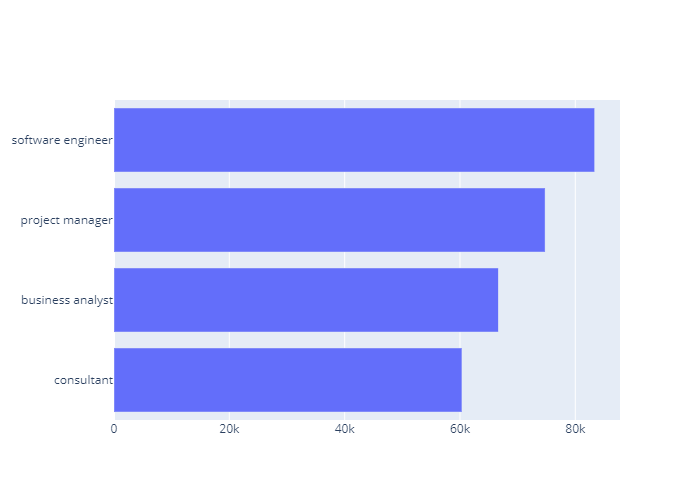 software engineer
project manager
business analyst
consultant
0 20k 40k 60k 80k